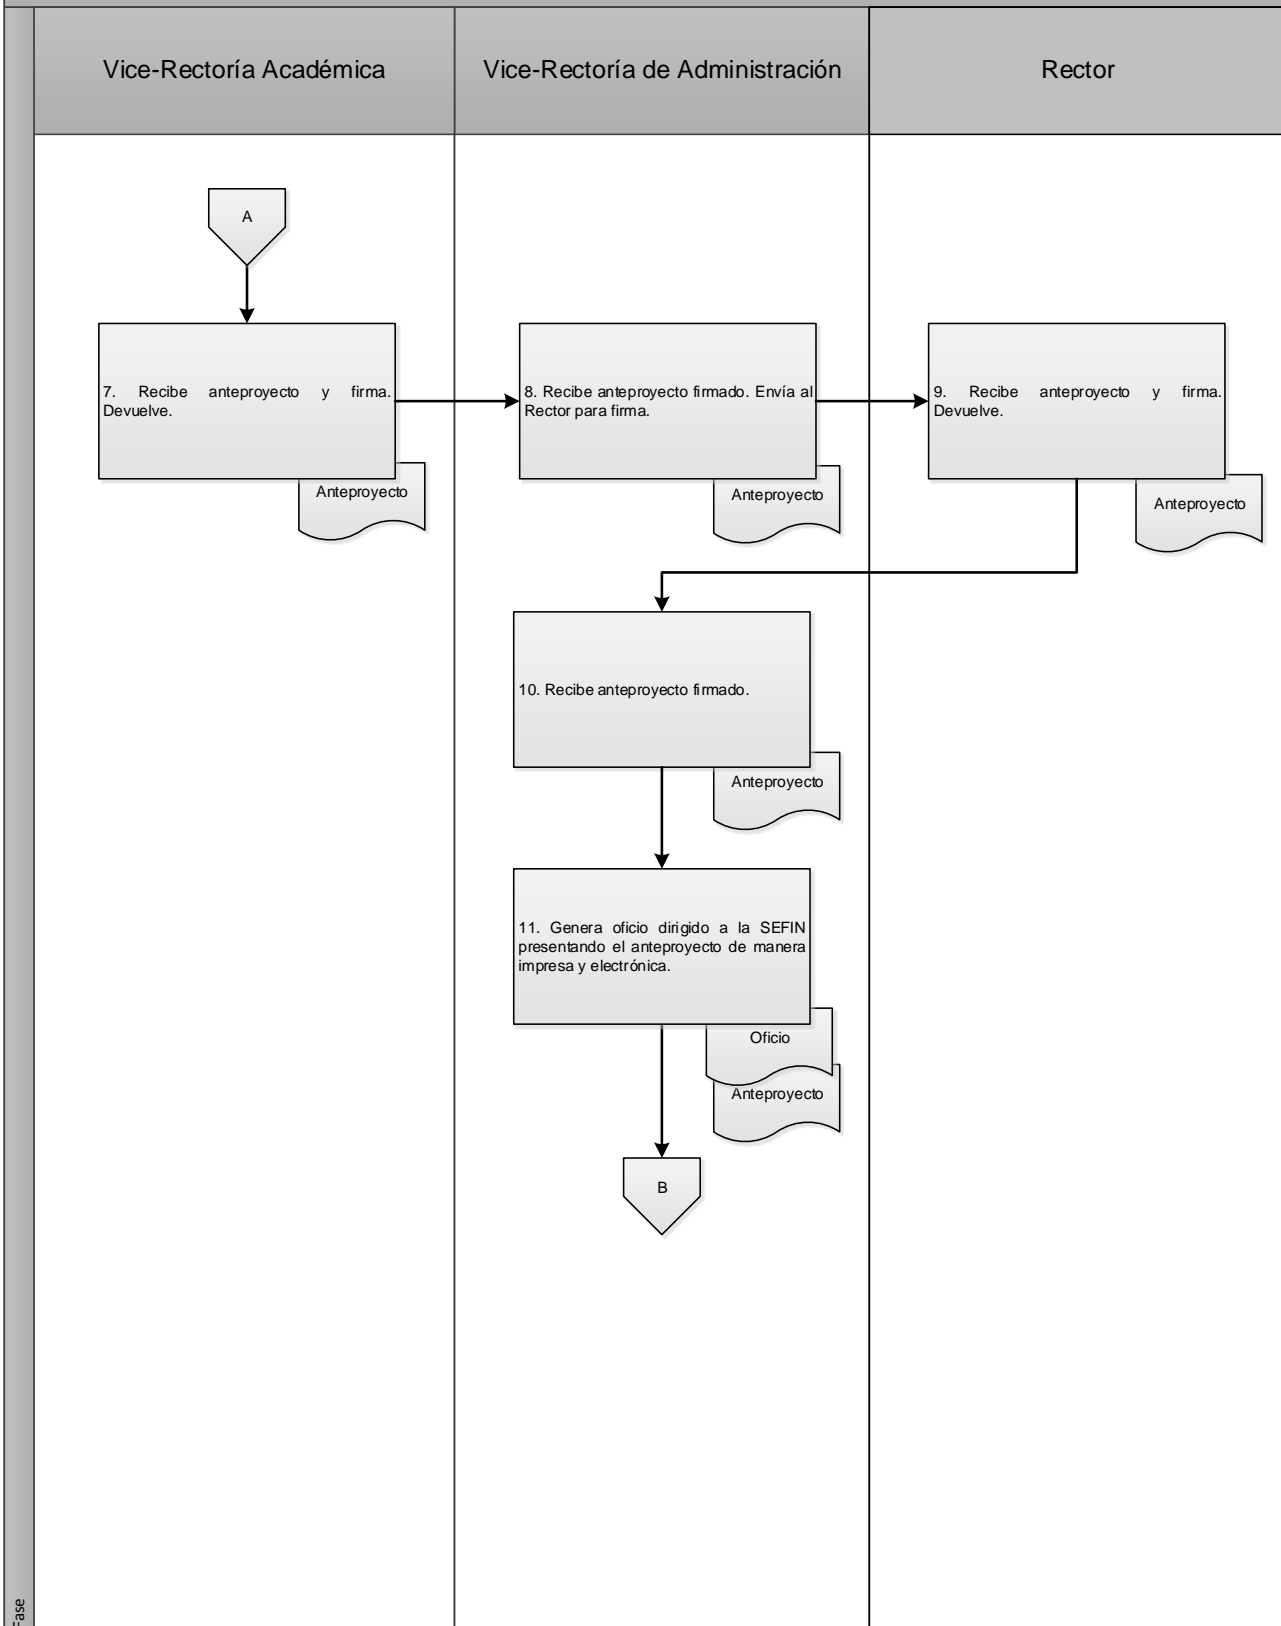 Vice-Rectoría Académica
Vice-Rectoría de Administración
Rector
A
7. Recibe anteproyecto y firma.
Devuelve.
Anteproyecto
8. Recibe anteproyecto firmado. Envía al
Rector para firma.
Anteproyecto
9. Recibe anteproyecto y firma.
Devuelve.
Anteproyecto
10. Recibe anteproyecto firmado.
Anteproyecto
11. Genera oficio dirigido a la SEFIN
presentando el anteproyecto de manera
impresa y electrónica.
Oficio
Anteproyecto
B
Fase